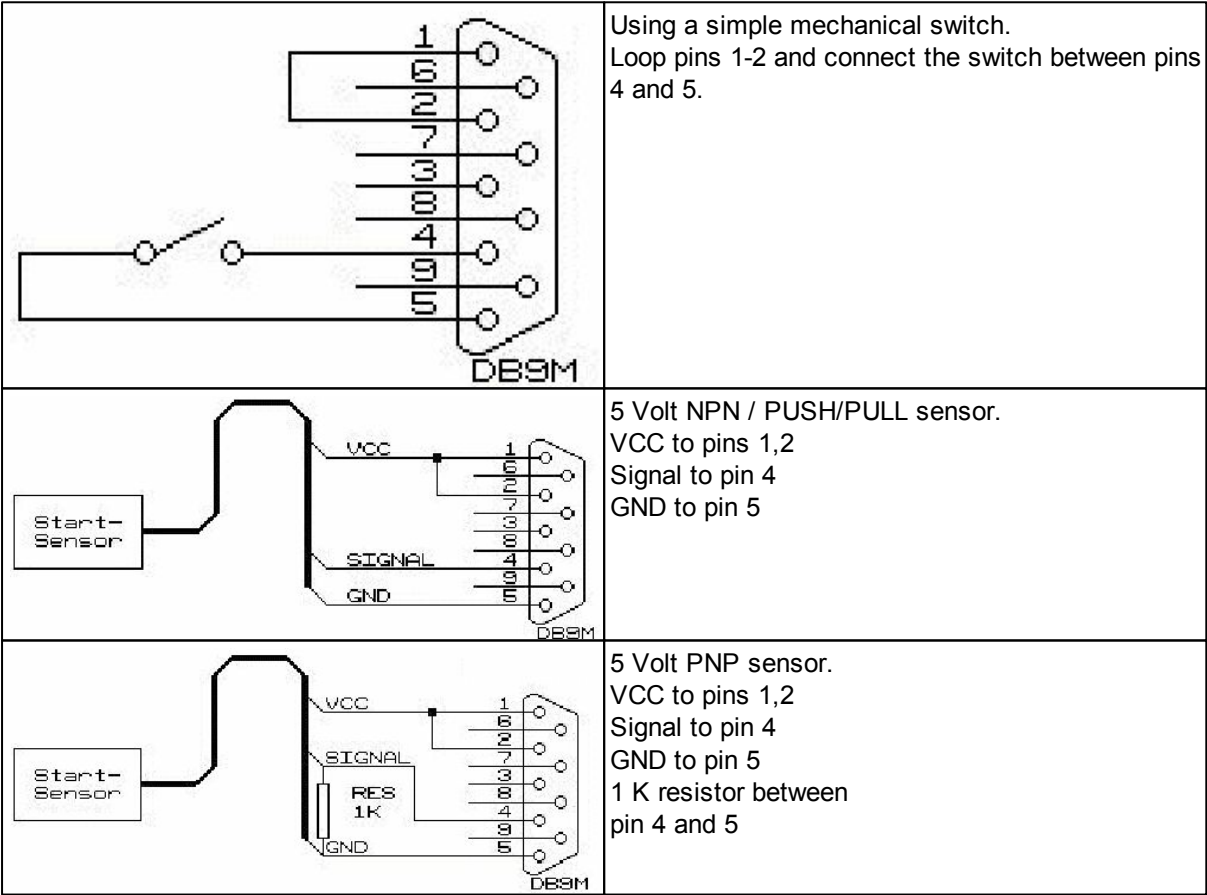 1
6
2
7
3
8
4
9
5
DB9M
Using a simple mechanical switch.
Loop pins 1-2 and connect the switch between pins
4 and 5.
Start-
Sensor
VCC
SIGNAL
GND
1
6
2
7
3
8
4
9
5
DB9M
5 Volt NPN / PUSH/PULL sensor.
VCC to pins 1,2
Signal to pin 4
GND to pin 5
Start-
Sensor
VCC
SIGNAL
RES
1K
GND
1
6
2
7
3
8
4
9
5
DB9M
5 Volt PNP sensor.
VCC to pins 1,2
Signal to pin 4
GND to pin 5
1 K resistor between
pin 4 and 5